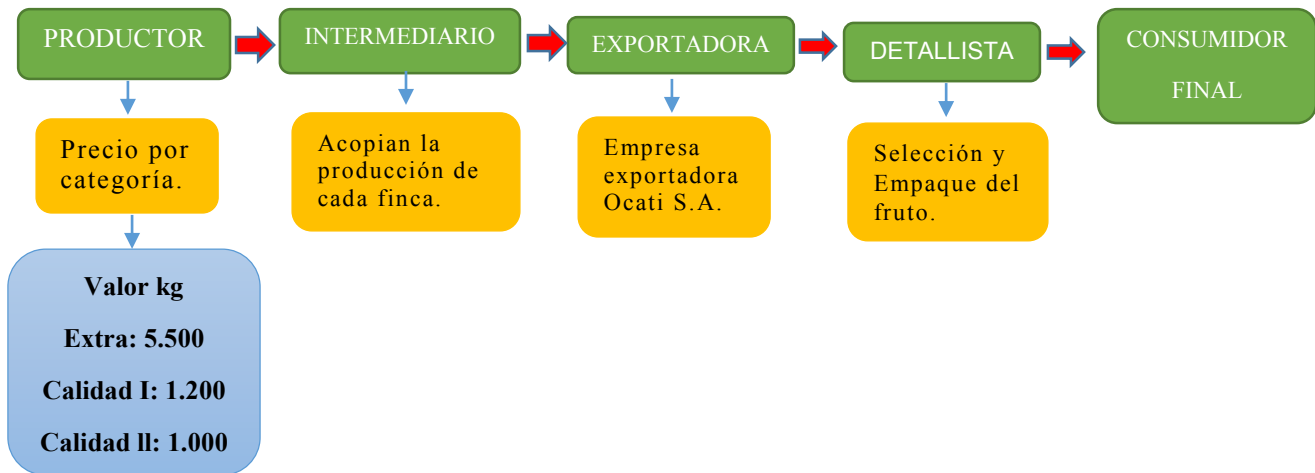 PRODUCTOR
INTERMEDIARIO
EXPORTADORA
DETALLISTA
CONSUMIDOR
FINAL
Precio por
categoría.
Acopian la
producción de
cada finca.
Empresa
exportadora
Ocati S.A.
Selección y
Empaque del
fruto.
Valor kg
Extra: 5.500
Calidad I: 1.200
Calidad ll: 1.000